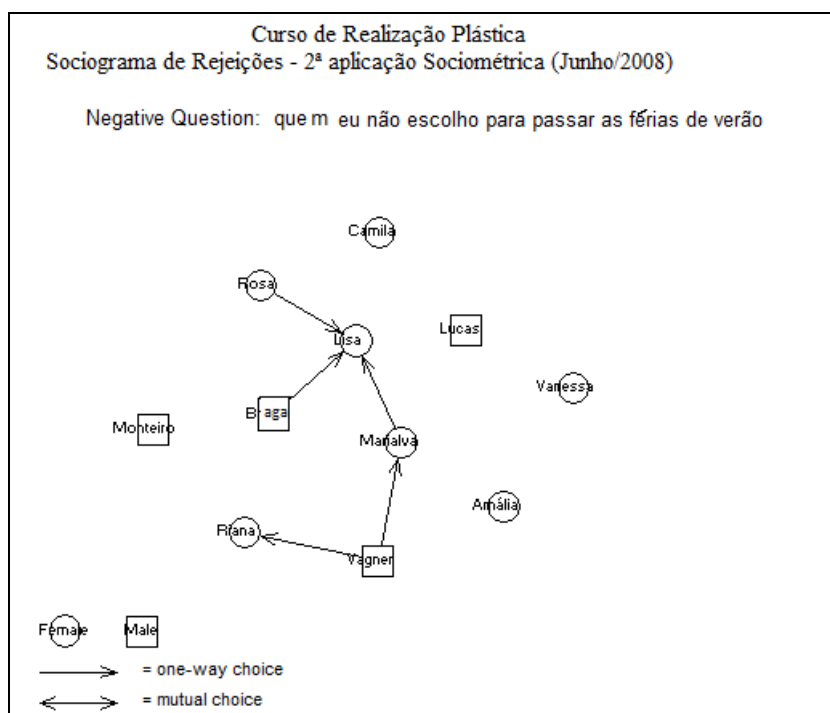 Curso de Realização Plástica
Sociograma de Rejeições - 2ª aplicação Sociométrica (Junho/2008)
Negative Question: que m eu não escolho para passar as férias de verão
Camila
Rosa
Lucas
Lisa
Vanessa
Braga
Monteiro
Marialva
Amália
Riana
Vagner
Female
Male
= one-way choice
= mutual choice